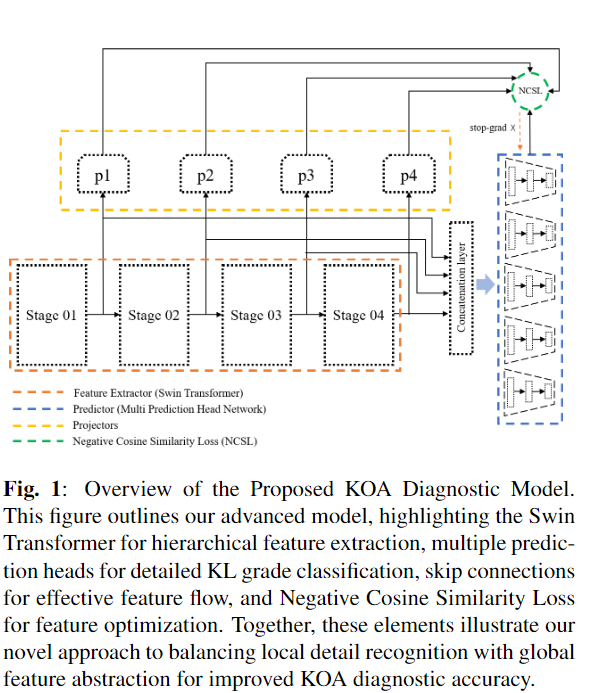 NCSL
stop-grad X
p1
p2
p3
p4
Stage 01
Stage 02
Stage 03
Stage 04
Concatenation layer
Feature Extractor (Swin Transformer)
Predictor (Multi Prediction Head Network)
Projectors
Negative Cosine Similarity Loss (NCSL)
Fig. 1: Overview of the Proposed KOA Diagnostic Model.
This figure outlines our advanced model, highlighting the Swin
Transformer for hierarchical feature extraction, multiple predic-
tion heads for detailed KL grade classification, skip connections
for effective feature flow, and Negative Cosine Similarity Loss
for feature optimization. Together, these elements illustrate our
novel approach to balancing local detail recognition with global
feature abstraction for improved KOA diagnostic accuracy.